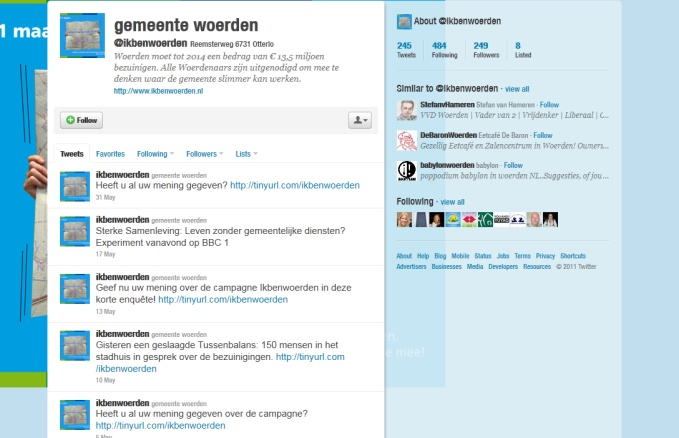 1 maa
gemeente woerden
@ikbenwoerden Reemsterweg 6731 Otterlo
Woerden moet tot 2014 een bedrag van € 13,5 miljoen
bezuinigen. Alle Woerdenaars zijn uitgenodigd om mee te
denken waar de gemeente slimmer kan werken.
http://www.ikbenwoerden.nl
Follow
Tweets Favorites Following Followers Lists
ikbenwoerden gemeente woerden
Heeft u al uw mening gegeven? http://tinyurl.com/ikbenwoerden
31 May
ikbenwoerden gemeente woerden
Sterke Samenleving: Leven zonder gemeentelijke diensten?
Experiment vanavond op BBC 1
17 May
ikbenwoerden gemeente woerden
Geef nu uw mening over de campagne Ikbenwoerden in deze
korte enquête! http://tinyurl.com/ikbenwoerden
13 May
ikbenwoerden gemeente woerden
Gisteren een geslaagde Tussenbalans: 150 mensen in het
stadhuis in gesprek over de bezuinigingen. http://tinyurl.com
/ikbenwoerden
10 May
ikbenwoerden gemeente woerden
Heeft u al uw mening gegeven over de campagne?
http://tinyurl.com/ikbenwoerden
5 May
About @ikbenwoerden
245 484 249 8
Tweets Following Followers Listed
Similar to @ikbenwoerden · view all
StefanvHameren Stefan van Hameren · Follow
VVD Woerden | Vader van 2 | Vrijdenker | Liberaal | C...
DeBaronWoerden Eetcafé De Baron · Follow
Gezellig Eetcafé en Zalencentrum in Woerden! Owners...
babylonwoerden babylon · Follow
poppodium in woerden NL..Suggesties, of jou ...
Following · view all
About Help Blog Mobile Status Jobs Terms Privacy Shortcuts
Advertisers Businesses Media Developers Resources © 2011 Twitter
en.
e mee!